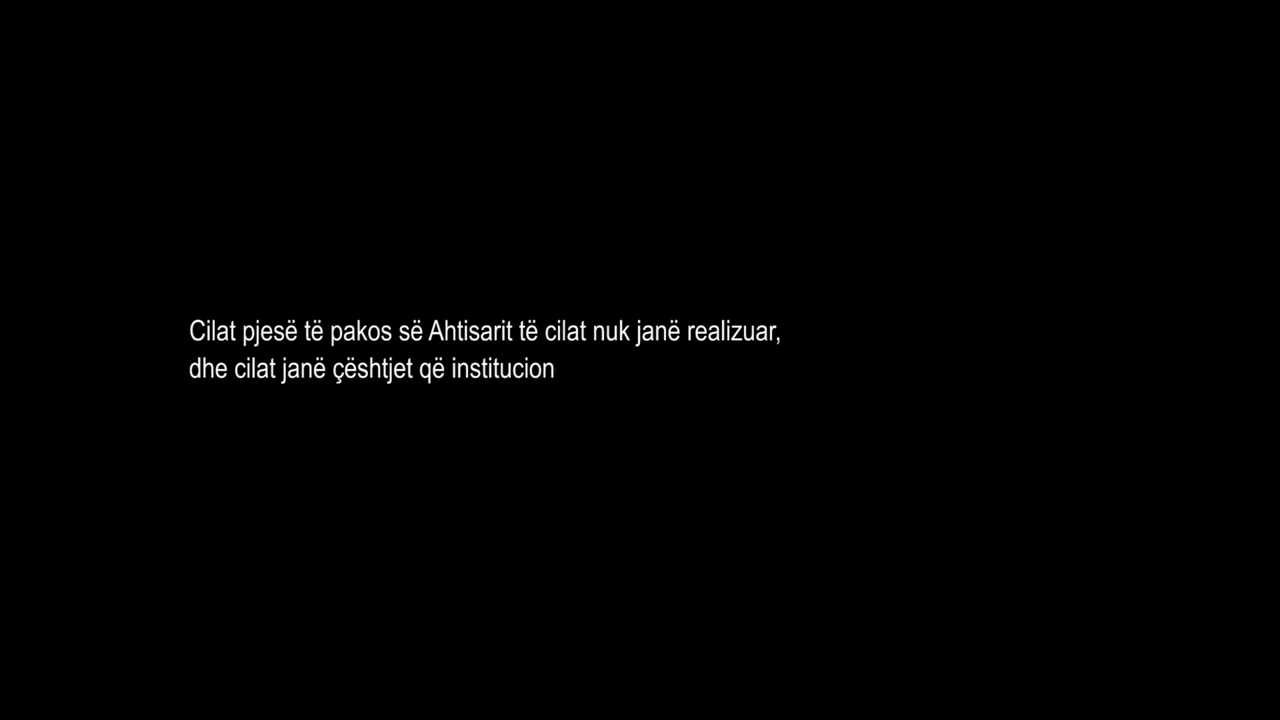 Cilat pjesë të pakos së Ahtisarit të cilat nuk janë realizuar,
dhe cilat janë çështjet që institucion